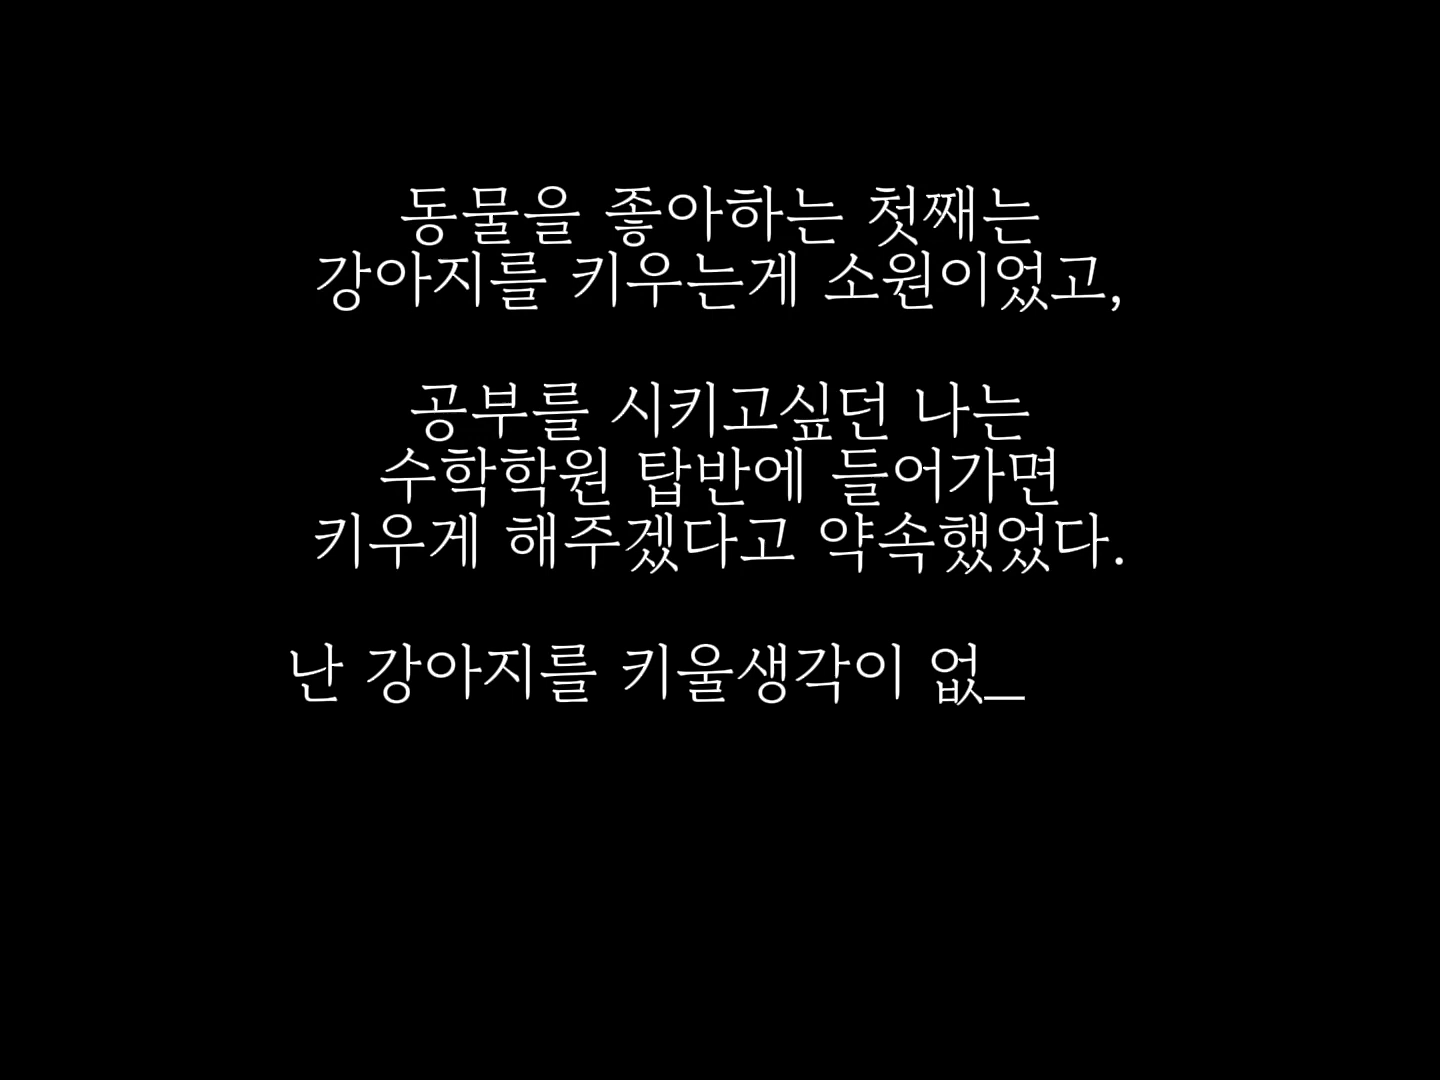 동물을 좋아하는 첫째는
강아지를 키우는게 소원이었고,
공부를 시키고싶던 나는
수학학원 탑반에 들어가면
키우게 해주겠다고 약속했었다.
난 강아지를 키울생각이 없_